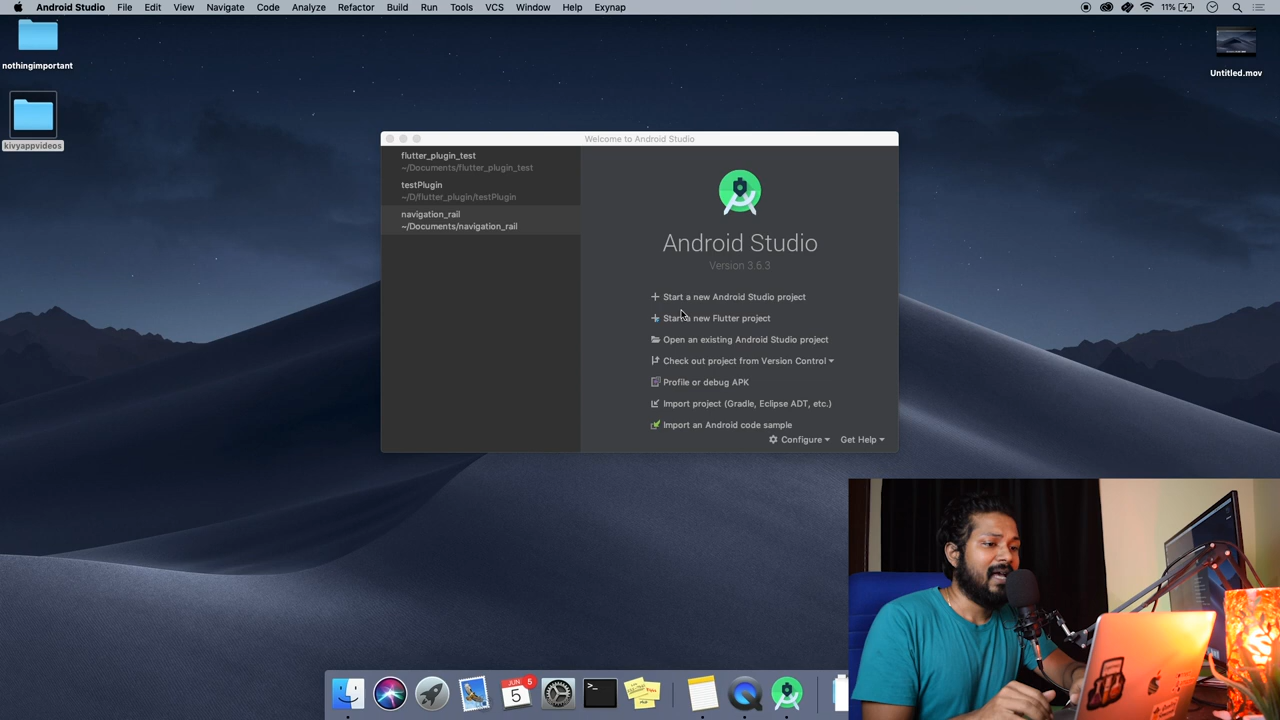 Android Studio File Edit View Navigate Code Analyze Refactor Build Run Tools VCS Window Help Exynap 11%
nothingimportant
Untitled.mov
kivyappvideos
Welcome to Android Studio
flutter_plugin_test
~/Documents/flutter_plugin_test
testPlugin
~/D/flutter_plugin/testPlugin
navigation_rail
~/Documents/navigation_rail
Android Studio
Version 3.6.3
Start a new Android Studio project
Start a new Flutter project
Open an existing Android Studio project
Check out project from Version Control
Profile or debug APK
Import project (Gradle, Eclipse ADT, etc.)
Import an Android code sample
Configure Get Help
JUN
5
5
>_